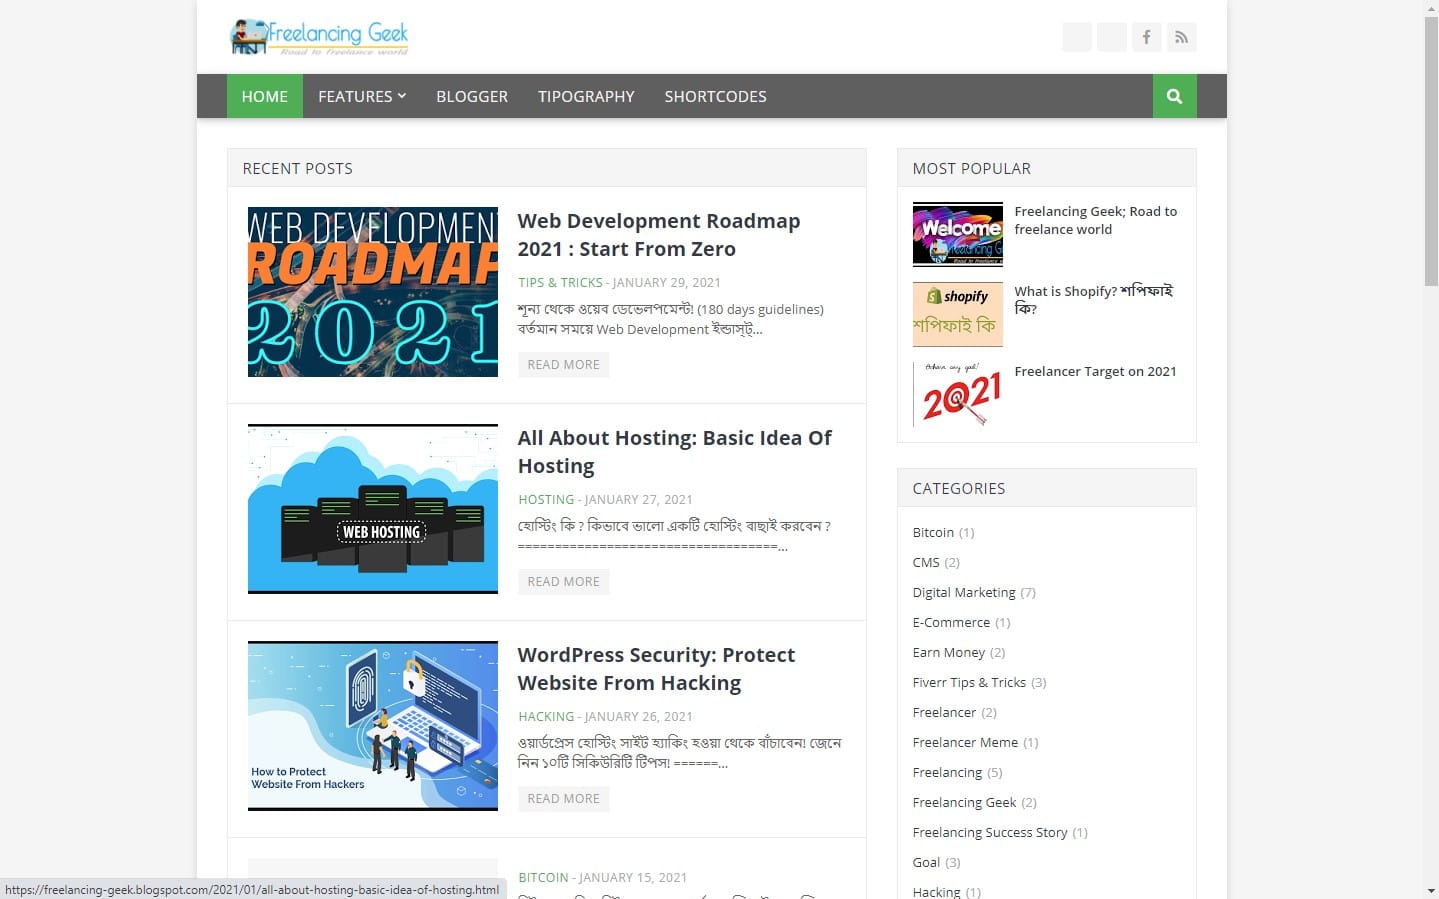 Freelancing Geek
Road to freelance world
HOME
FEATURES
BLOGGER
TIPOGRAPHY
SHORTCODES
RECENT POSTS
WEB DEVELOPMENT
ROADMAP
2021
Web Development Roadmap
2021 : Start From Zero
TIPS & TRICKS - JANUARY 29, 2021
শূন্য থেকে ওয়েব ডেভেলপমেন্ট! (180 days guidelines)
বর্তমান সময়ে Web Development ইন্ডাস্ট্...
READ MORE
WEB HOSTING
All About Hosting: Basic Idea Of
Hosting
HOSTING - JANUARY 27, 2021
হোস্টিং কি ? কিভাবে ভালো একটি হোস্টিং বাছাই করবেন ?
=====================================...
READ MORE
How to Protect
Website From Hackers
WordPress Security: Protect
Website From Hacking
HACKING - JANUARY 26, 2021
ওয়ার্ডপ্রেস হোস্টিং সাইট হ্যাকিং হওয়া থেকে বাঁচাবেন! জেনে
নিন ১০টি সিকিউরিটি টিপস! ======...
READ MORE
BITCOIN - JANUARY 15, 2021
MOST POPULAR
Welcome
Freelancing Geek; Road to
freelance world
shopify
শপিফাই কি
What is Shopify? শপিফাই
কি?
Achieve any goal!
2021
Freelancer Target on 2021
CATEGORIES
Bitcoin (1)
CMS (2)
Digital Marketing (7)
E-Commerce (1)
Earn Money (2)
Fiverr Tips & Tricks (3)
Freelancer (2)
Freelancer Meme (1)
Freelancing (5)
Freelancing Geek (2)
Freelancing Success Story (1)
Goal (3)
Hacking (1)
https://freelancing-geek.blogspot.com/2021/01/all-about-hosting-basic-idea-of-hosting.html